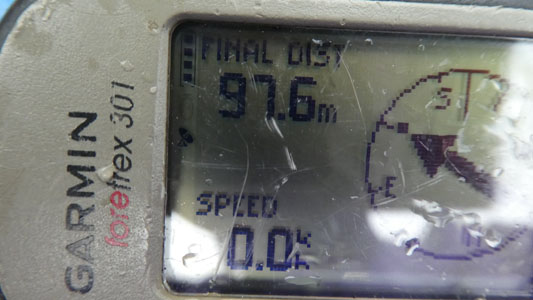 GARMIN
foretrex 301
FINAL DIST
97.6m
S
E
N
SPEED
0.0 k/h